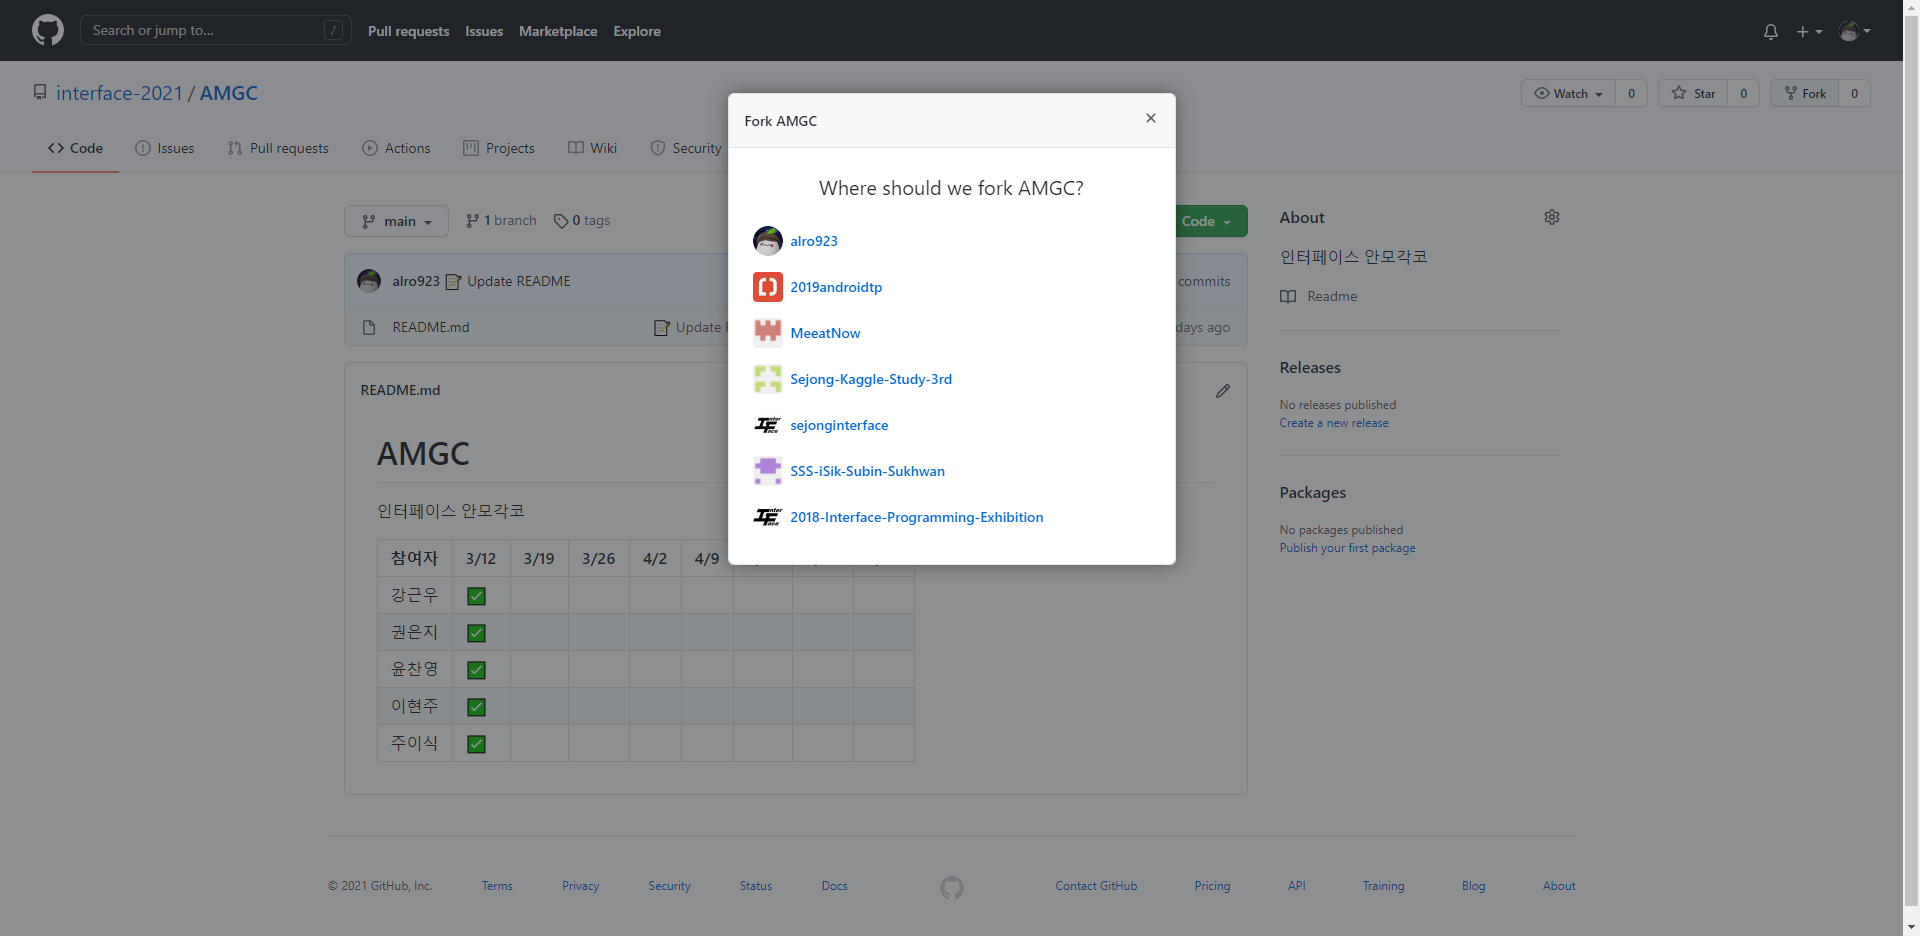 Search or jump to... /
Pull requests Issues Marketplace Explore
interface-2021 / AMGC
Watch 0 Star 0 Fork 0
Code Issues Pull requests Actions Projects Wiki Security
Fork AMGC
Where should we fork AMGC?
alro923
2019androidtp
MeeatNow
Sejong-Kaggle-Study-3rd
sejonginterface
SSS-iSik-Subin-Sukhwan
2018-Interface-Programming-Exhibition
main 1 branch 0 tags Code
alro923 Update README commits
README.md Update days ago
README.md
AMGC
인터페이스 안모각코
참여자 3/12 3/19 3/26 4/2 4/9
강근우
권은지
윤찬영
이현주
주이식
About
인터페이스 안모각코
Readme
Releases
No releases published
Create a new release
Packages
No packages published
Publish your first package
© 2021 GitHub, Inc. Terms Privacy Security Status Docs Contact GitHub Pricing API Training Blog About